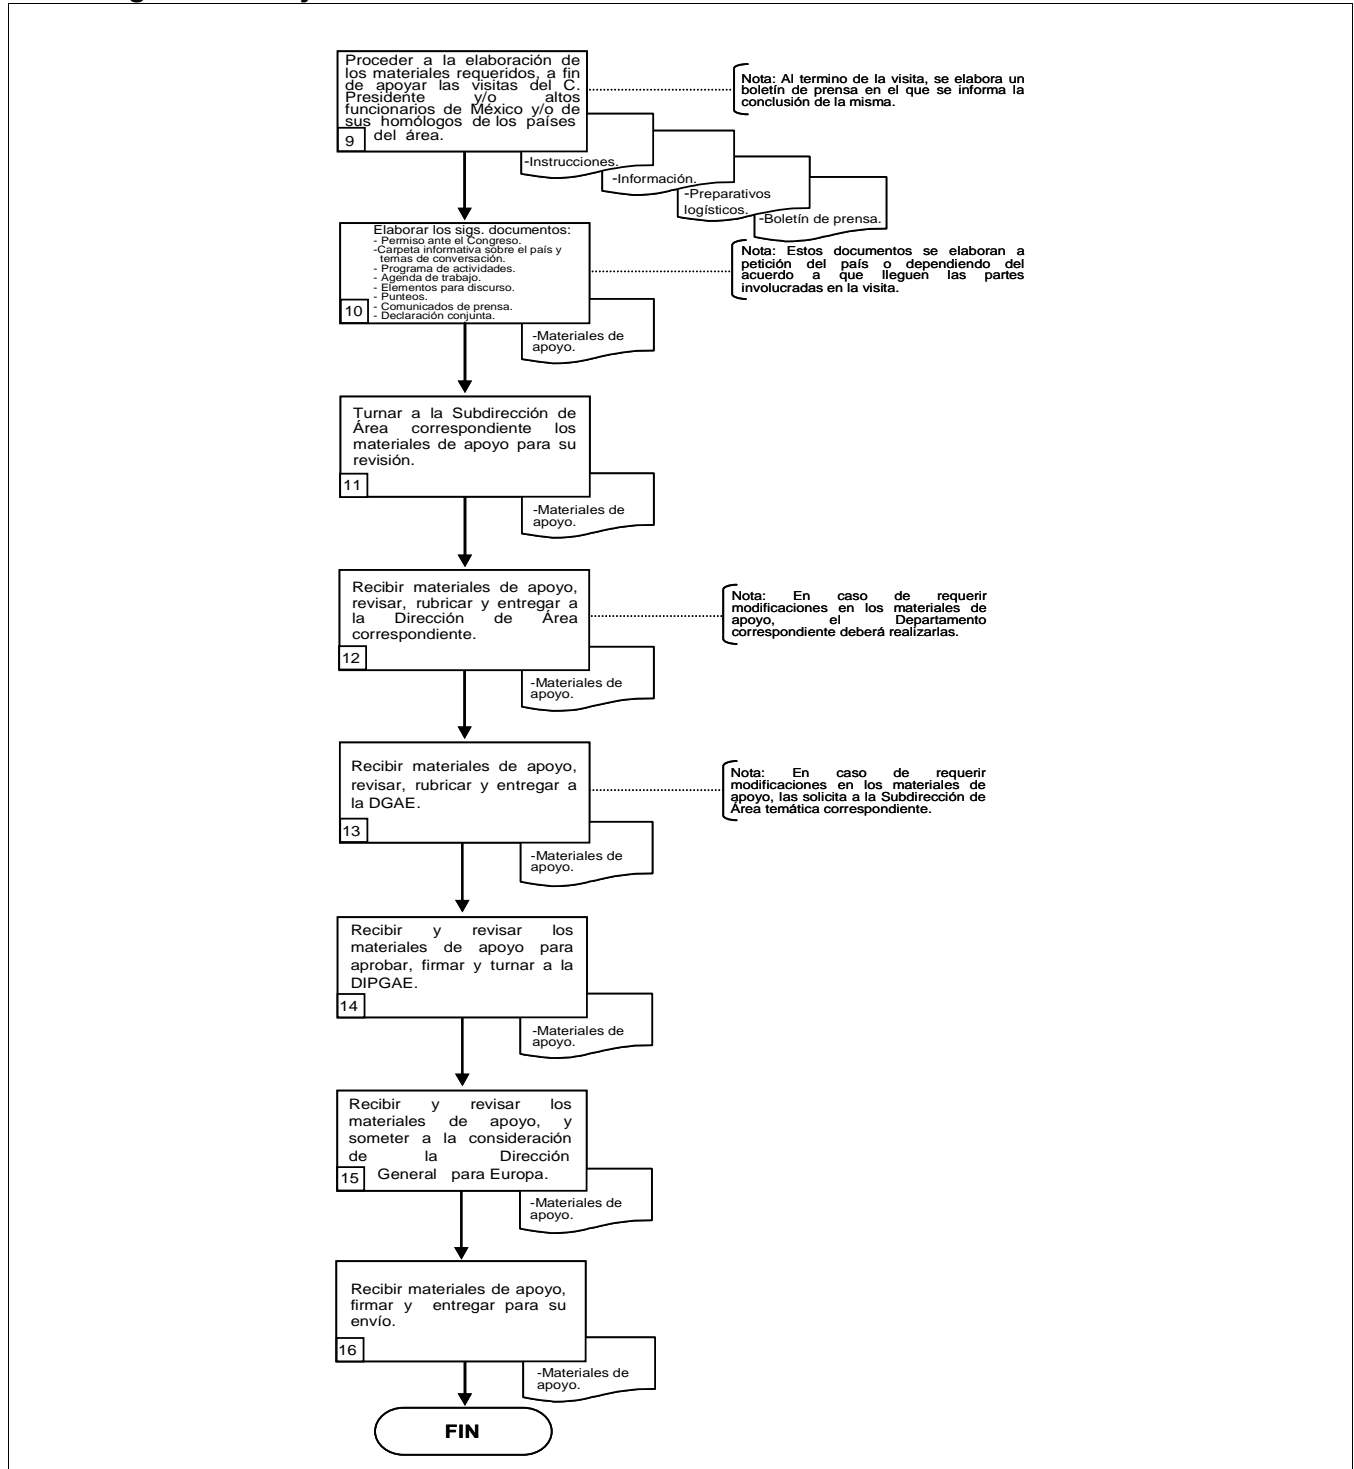 Proceder a la elaboración de
los materiales requeridos, a fin
de apoyar las visitas del C.
Presidente y/o altos
funcionarios de México y/o de
sus homólogos de los países
9 del área.
Nota: Al termino de la visita, se elabora un
boletín de prensa en el que se informa la
conclusión de la misma.
-Instrucciones.
-Información.
-Preparativos
logísticos.
-Boletín de prensa.
Elaborar los sigs. documentos:
- Permiso ante el Congreso.
-Carpeta informativa sobre el país y
temas de conversación.
- Programa de actividades.
- Agenda de trabajo.
- Elementos para discurso.
- Punteos.
- Comunicados de prensa.
- Declaración conjunta.
10
Nota: Estos documentos se elaboran a
petición del país o dependiendo del
acuerdo a que lleguen las partes
involucradas en la visita.
-Materiales de
apoyo.
Turnar a la Subdirección de
Área correspondiente los
materiales de apoyo para su
revisión.
11
-Materiales de
apoyo.
Recibir materiales de apoyo,
revisar, rubricar y entregar a
la Dirección de Área
correspondiente.
12
Nota: En caso de requerir
modificaciones en los materiales de
apoyo, el Departamento
correspondiente deberá realizarlas.
-Materiales de
apoyo.
Recibir materiales de apoyo,
revisar, rubricar y entregar a
la DGAE.
13
Nota: En caso de requerir
modificaciones en los materiales de
apoyo, las solicita a la Subdirección de
Área temática correspondiente.
-Materiales de
apoyo.
Recibir y revisar los
materiales de apoyo para
aprobar, firmar y turnar a la
DIPGAE.
14
-Materiales de
apoyo.
Recibir y revisar los
materiales de apoyo, y
someter a la consideración
de la Dirección
15 General para Europa.
-Materiales de
apoyo.
Recibir materiales de apoyo,
firmar y entregar para su
envío.
16
-Materiales de
apoyo.
FIN